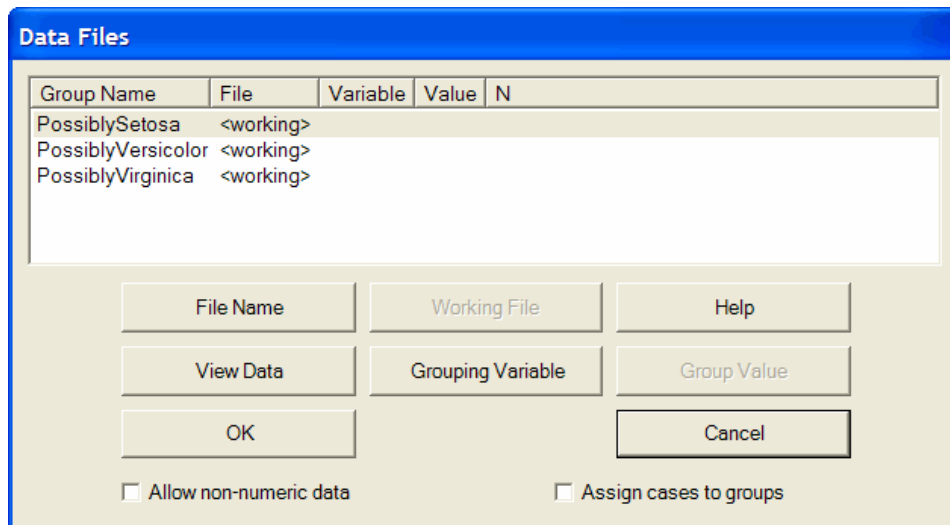 Data Files
Group Name File Variable Value N
PossiblySetosa <working>
PossiblyVersicolor <working>
PossiblyVirginica <working>
File Name Working File Help
View Data Grouping Variable Group Value
OK Cancel
Allow non-numeric data Assign cases to groups